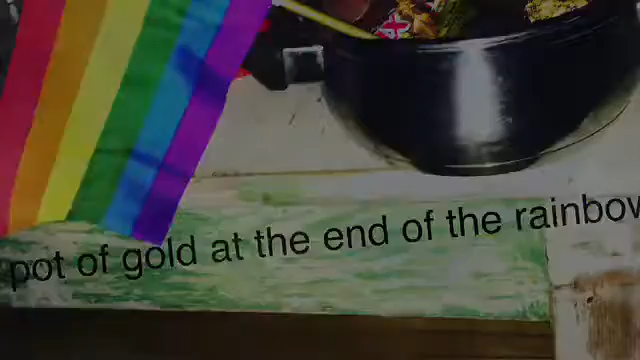 pot of gold at the end of the rainbow